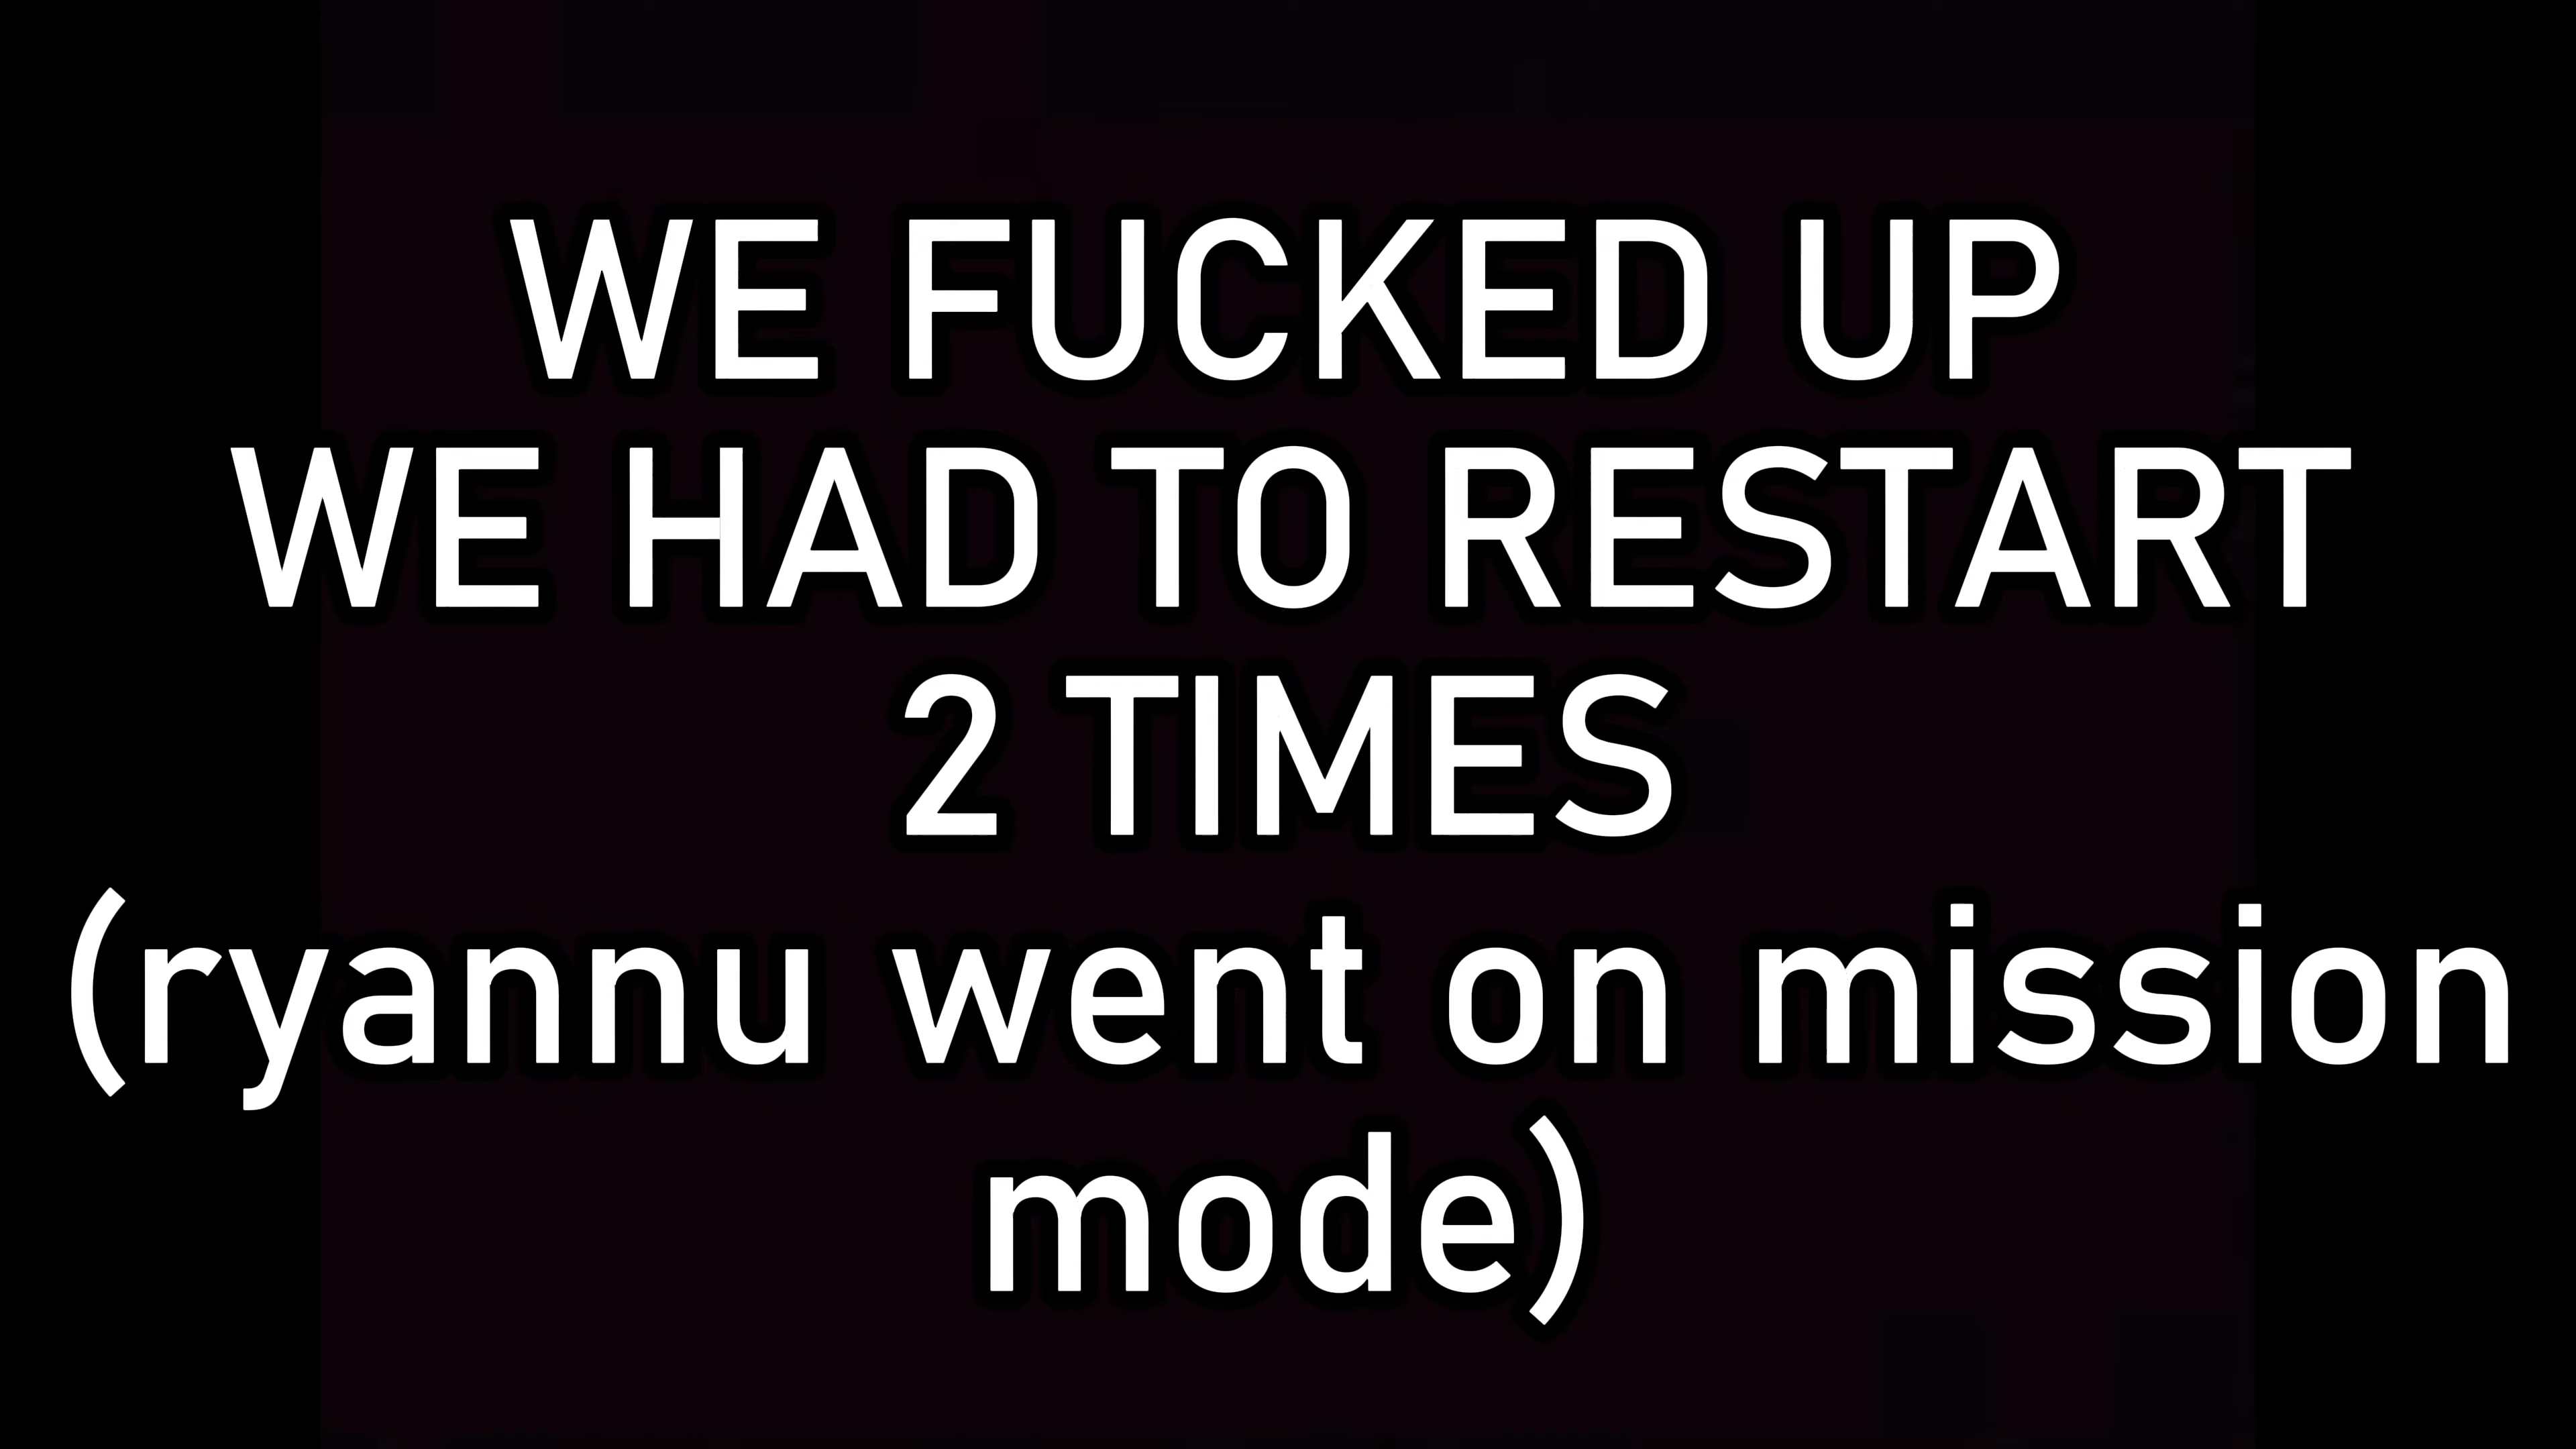 WE FUCKED UP
WE HAD TO RESTART
2 TIMES
(ryannu went on mission
mode)